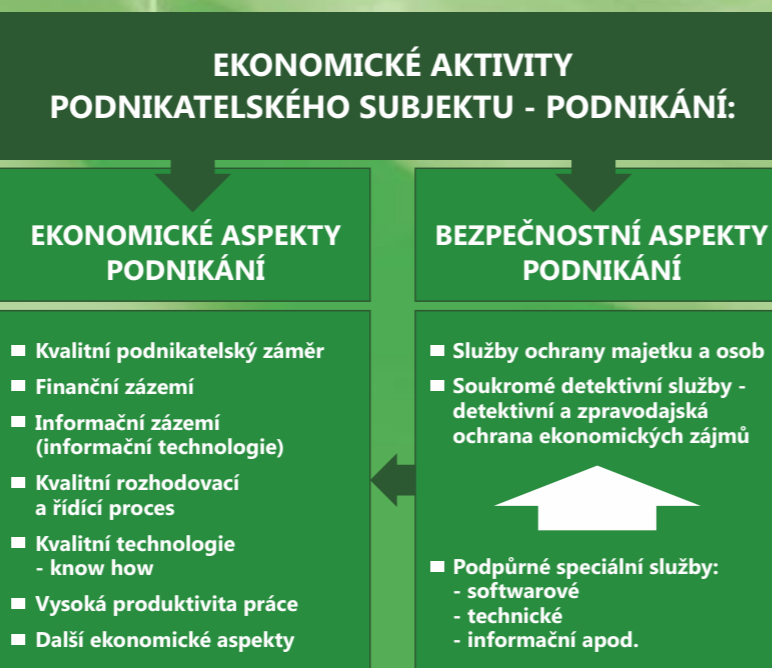 EKONOMICKÉ AKTIVITY
PODNIKATELSKÉHO SUBJEKTU - PODNIKÁNÍ:
EKONOMICKÉ ASPEKTY
PODNIKÁNÍ
Kvalitní podnikatelský záměr
Finanční zázemí
Informační zázemí
(informační technologie)
Kvalitní rozhodovací
a řídící proces
Kvalitní technologie
- know how
Vysoká produktivita práce
Další ekonomické aspekty
BEZPEČNOSTNÍ ASPEKTY
PODNIKÁNÍ
Služby ochrany majetku a osob
Soukromé detektivní služby -
detektivní a zpravodajská
ochrana ekonomických zájmů
Podpůrné speciální služby:
- softwarové
- technické
- informační apod.